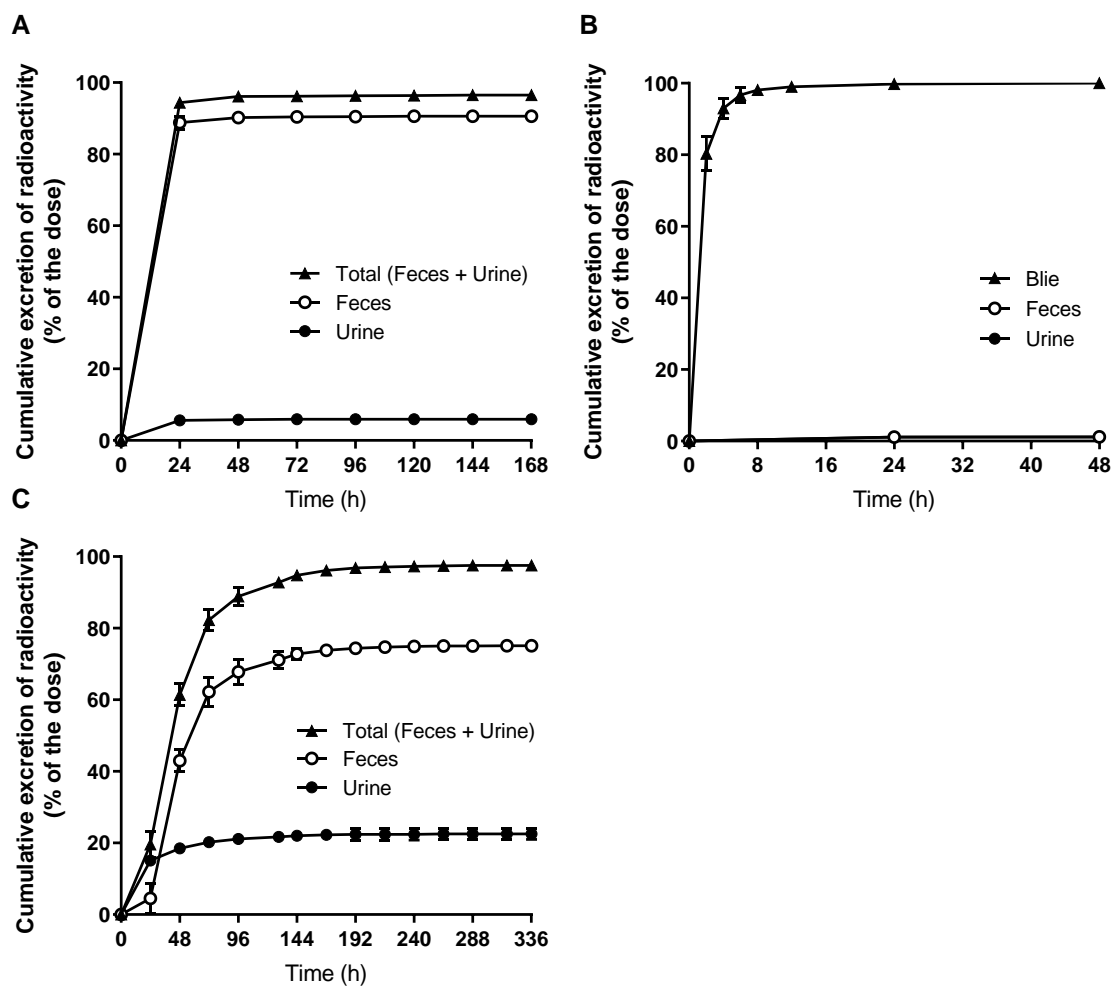 A
Cumulative excretion of radioactivity
(% of the dose)
100
80
60
40
20
0
Total (Feces + Urine)
Feces
Urine
0 24 48 72 96 120 144 168
Time (h)
B
Cumulative excretion of radioactivity
(% of the dose)
100
80
60
40
20
0
Blie
Feces
Urine
0 8 16 24 32 40 48
Time (h)
C
Cumulative excretion of radioactivity
(% of the dose)
100
80
60
40
20
0
Total (Feces + Urine)
Feces
Urine
0 48 96 144 192 240 288 336
Time (h)